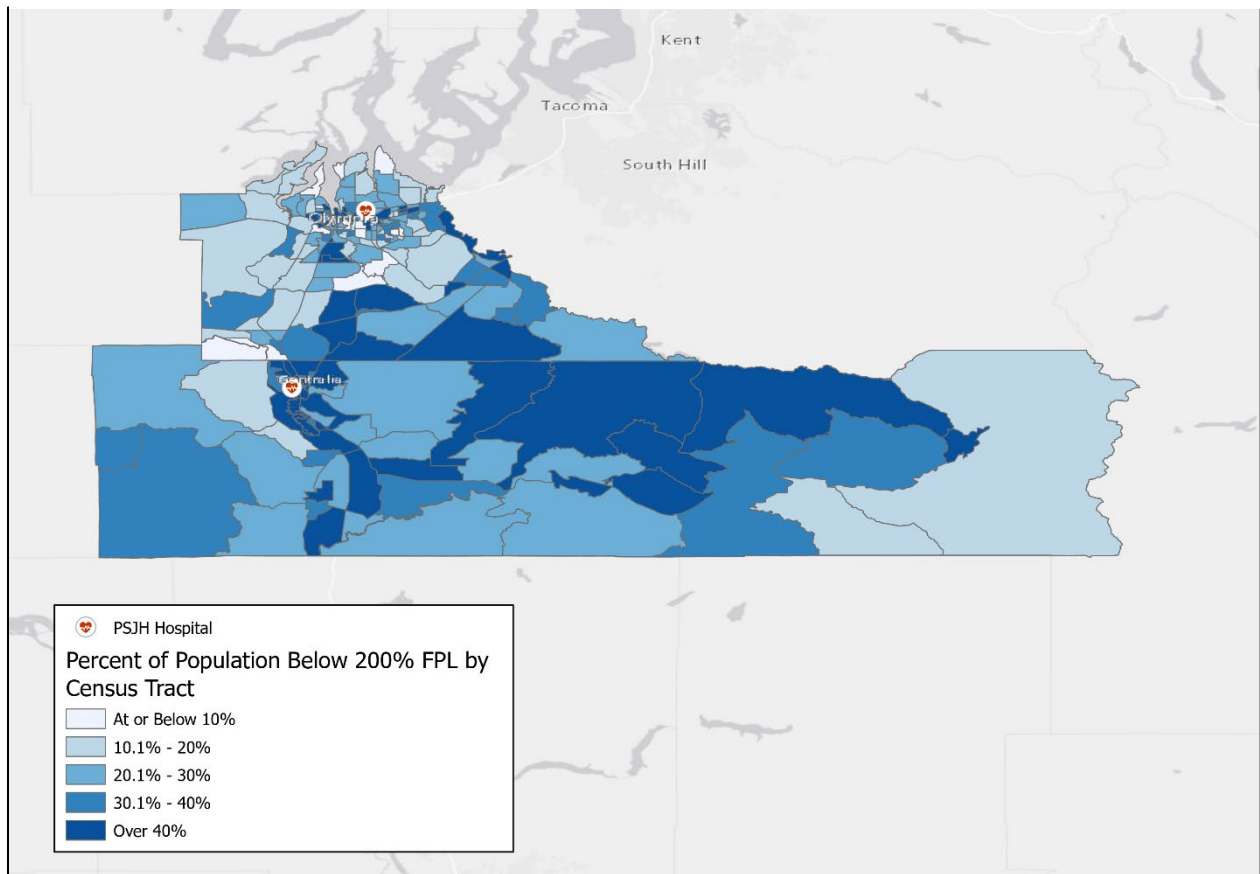 Kent
Tacoma
South Hill
Olympia
Centralia
PSJH Hospital
Percent of Population Below 200% FPL by
Census Tract
At or Below 10%
10.1% - 20%
20.1% - 30%
30.1% - 40%
Over 40%